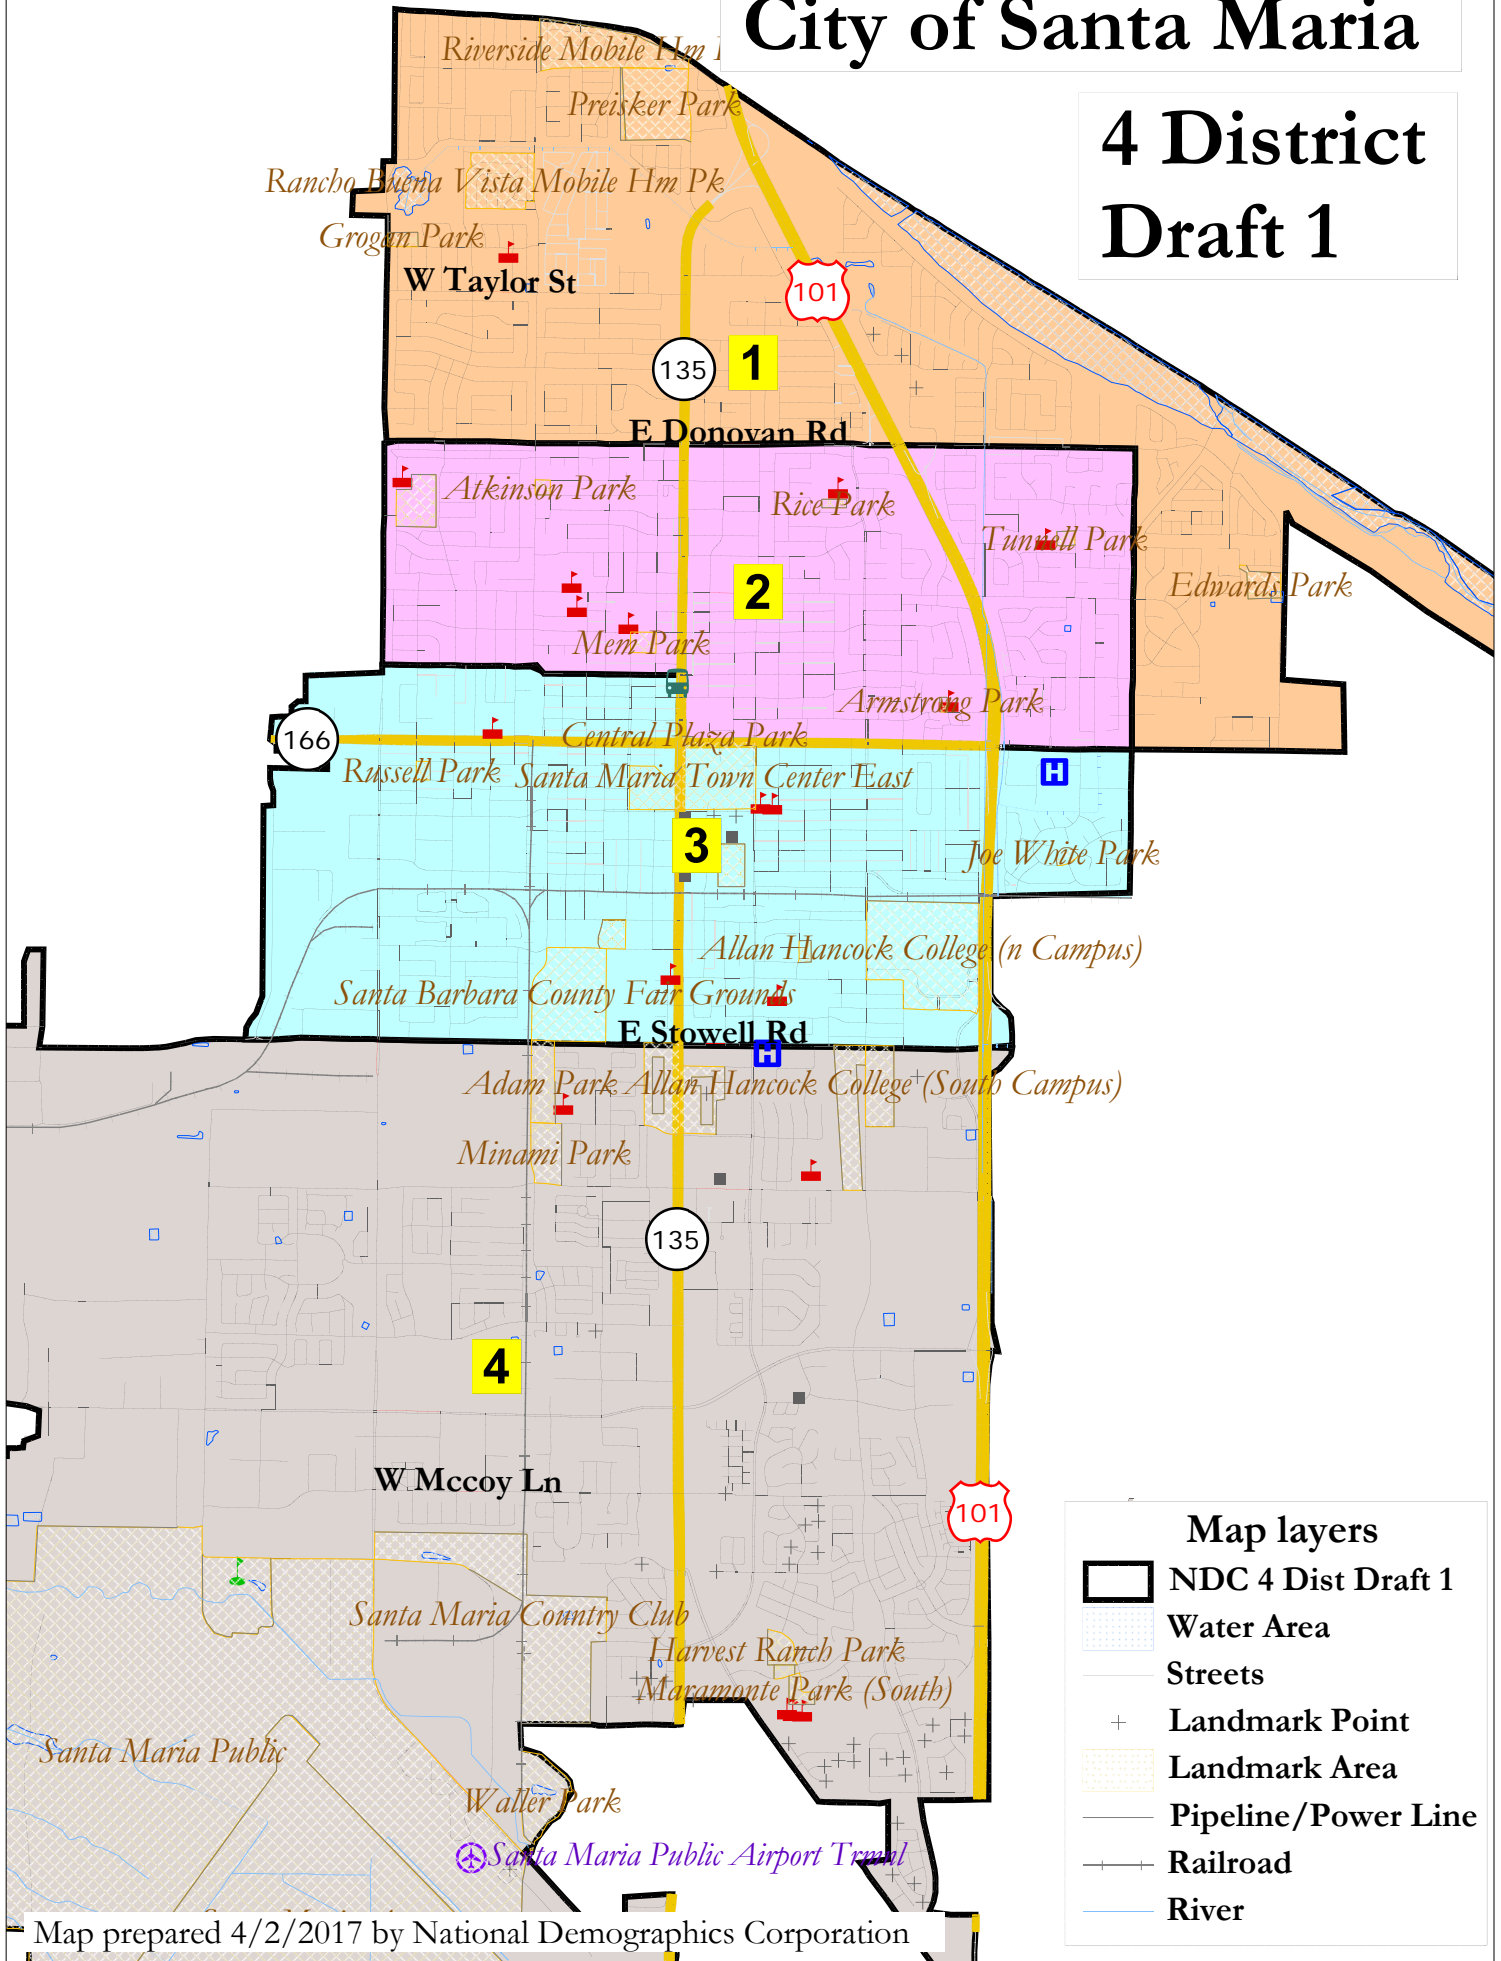 City of Santa Maria
4 District
Draft 1
Riverside Mobile Hm
Preisker Park
Rancho Buena Vista Mobile Hm Pk
Grogan Park
W Taylor St
101
135
1
E Donovan Rd
Atkinson Park
Rice Park
Tunnell Park
Edwards Park
2
Mem Park
Armstrong Park
166
Central Plaza Park
Russell Park
Santa Maria Town Center East
H
3
Joe White Park
Allan Hancock College (n Campus)
Santa Barbara County Fair Grounds
E Stowell Rd
H
Adam Park
Allan Hancock College (South Campus)
Minami Park
135
4
W Mccoy Ln
101
Santa Maria Country Club
Harvest Ranch Park
Maramonte Park (South)
Santa Maria Public
Waller Park
Santa Maria Public Airport Trmnl
Map layers
NDC 4 Dist Draft 1
Water Area
Streets
Landmark Point
Landmark Area
Pipeline/Power Line
Railroad
River
Map prepared 4/2/2017 by National Demographics Corporation